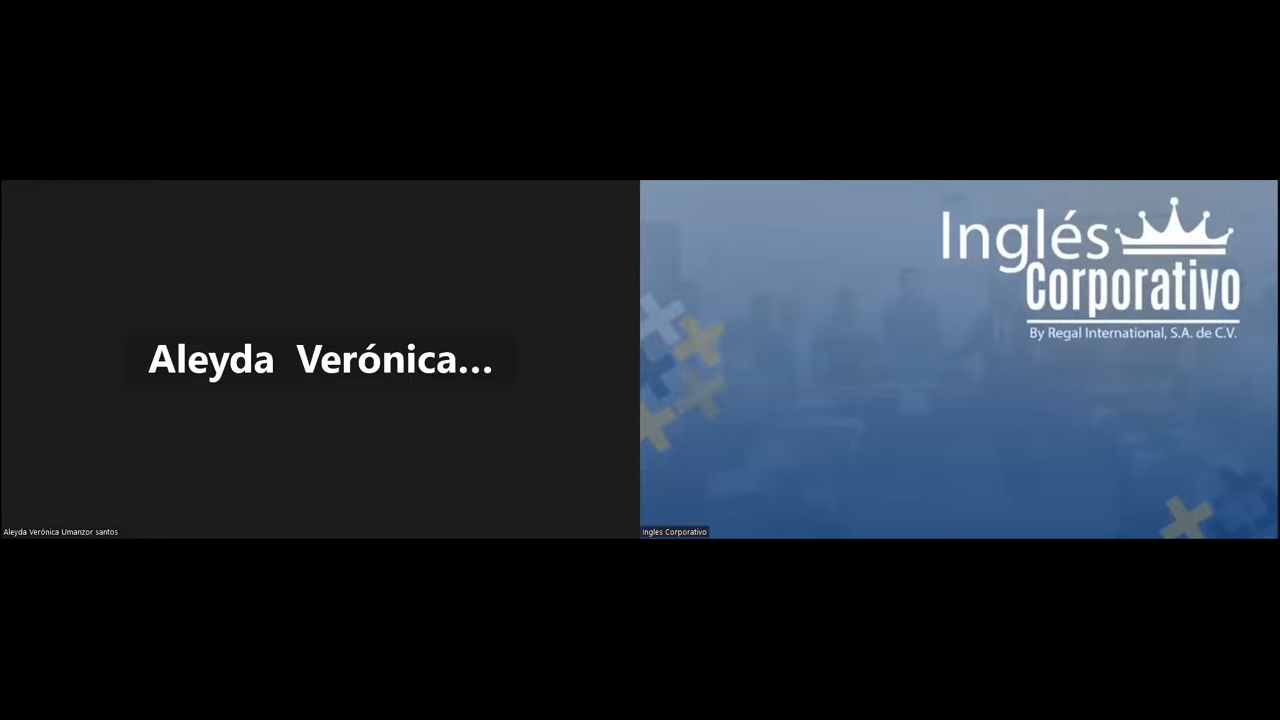 Aleyda Verónica...
Aleyda Verónica Umanzor santos
Inglés
Corporativo
By Regal International, S.A. de C.V.
Ingles Corporativo